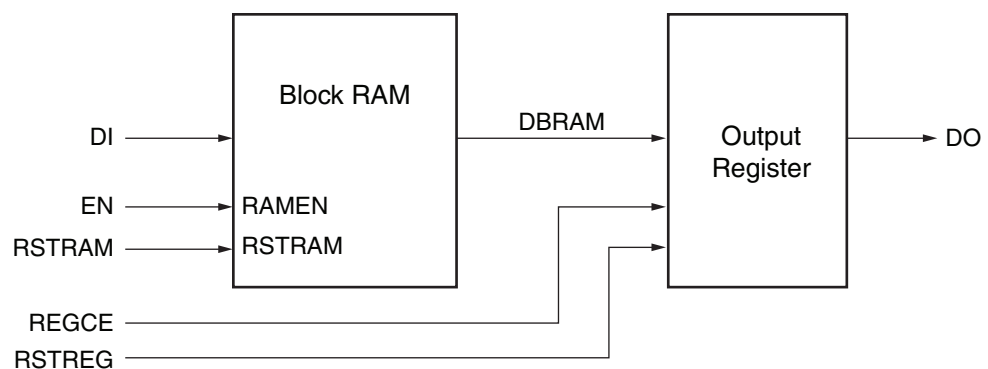 Block RAM
DI
DBRAM
Output
Register
DO
EN
RAMEN
RSTRAM
RSTRAM
REGCE
RSTREG